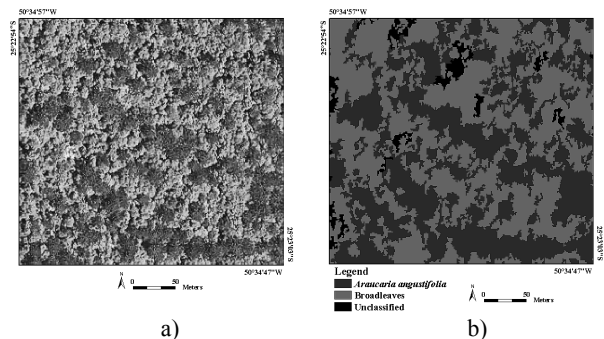 50°34'57"W
50°34'57"W
25°22'54"S
25°22'54"S
25°23'03"S
25°23'03"S
50°34'47"W
50°34'47"W
N
0
50
Meters
Legend
Araucaria angustifolia
Broadleaves
Unclassified
N
0
50
Meters
a)
b)